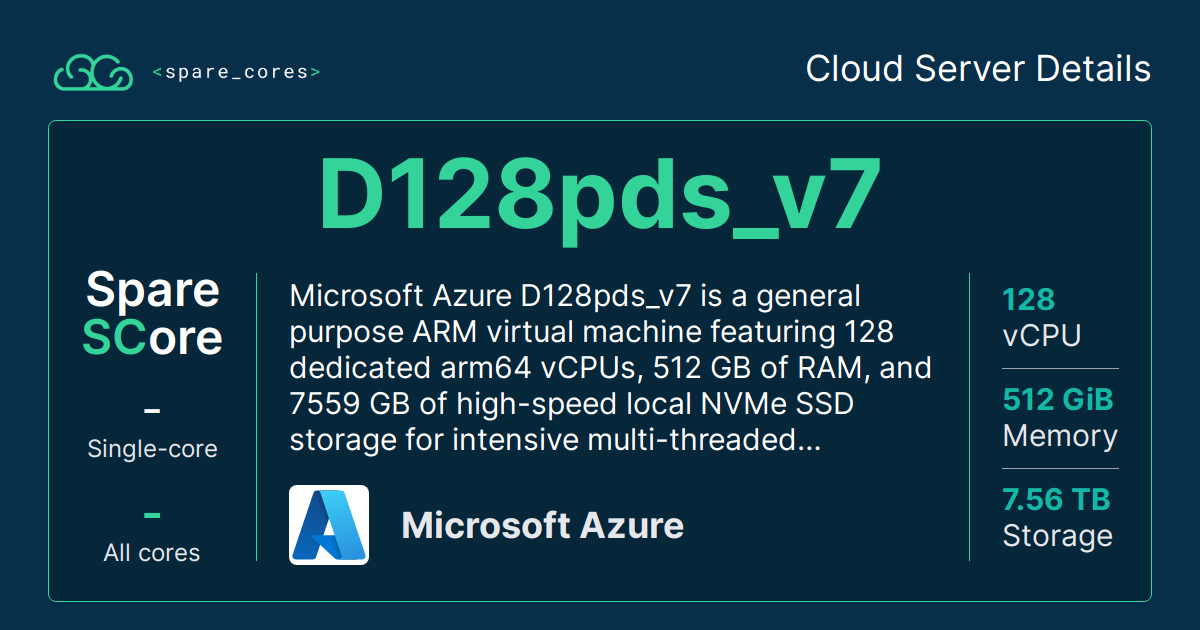 <spare_cores>
Cloud Server Details
D128pds_v7
Spare
SCore
–
Single-core
–
All cores
Microsoft Azure D128pds_v7 is a general
purpose ARM virtual machine featuring 128
dedicated arm64 vCPUs, 512 GB of RAM, and
7559 GB of high-speed local NVMe SSD
storage for intensive multi-threaded...
Microsoft Azure
128
vCPU
512 GiB
Memory
7.56 TB
Storage